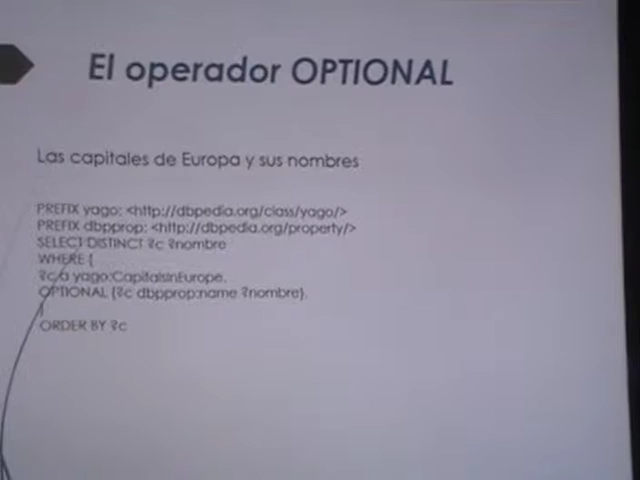 El operador OPTIONAL
Las capitales de Europa y sus nombres
PREFIX yago: <http://dbpedia.org/class/yago/>
PREFIX dbpprop: <http://dbpedia.org/property/>
SELECT DISTINCT ?c ?nombre
WHERE {
?c a yago:CapitalsInEurope.
OPTIONAL {?c dbpprop:name ?nombre}.
}
ORDER BY ?c